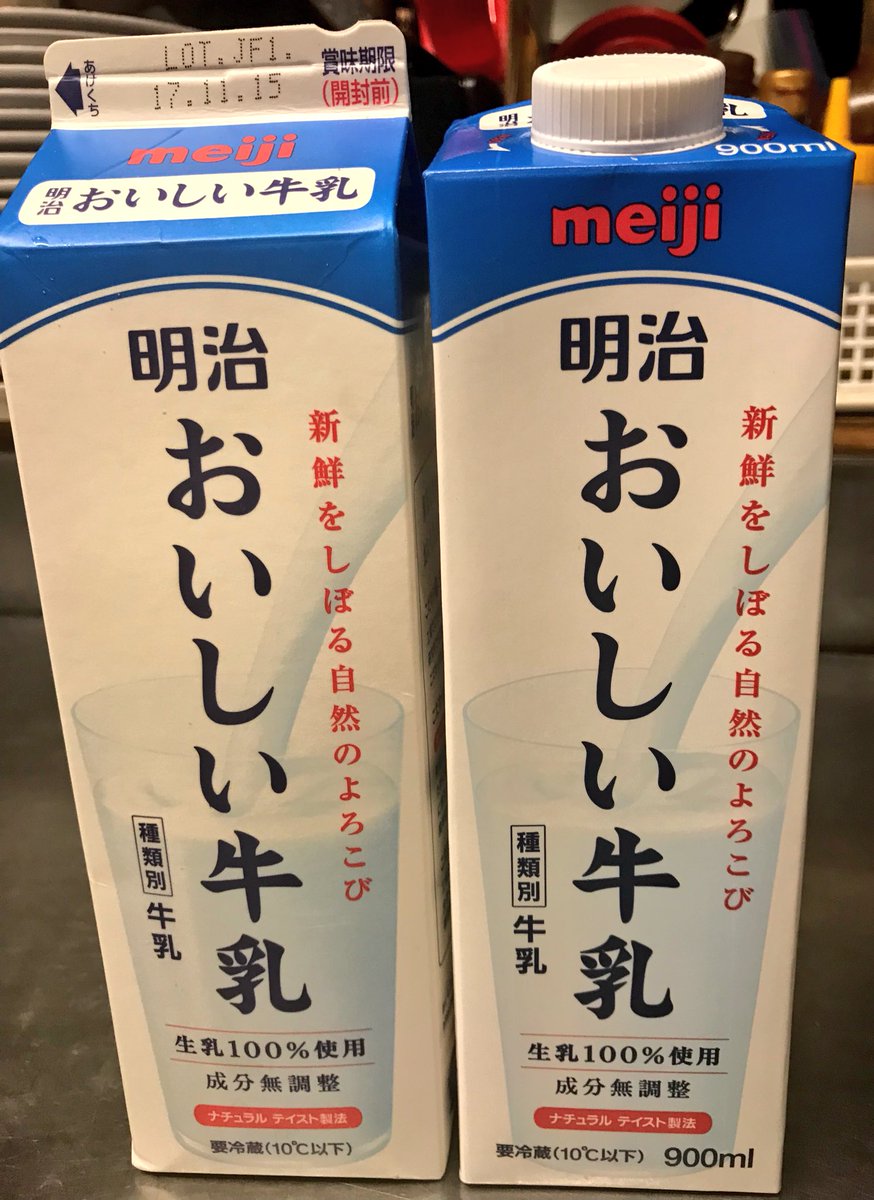 LOT.JF1.
17.11.15
賞味期限
(開封前)
あけくち
meiji
明治 おいしい牛乳
明治
おいしい牛乳
新鮮をしぼる自然のよろこび
種類別
牛乳
生乳100%使用
成分無調整
ナチュラル テイスト製法
要冷蔵(10℃以下)
明治
乳
900ml
meiji
明治
おいしい牛乳
新鮮をしぼる自然のよろこび
種類別
牛乳
生乳100%使用
成分無調整
ナチュラル テイスト製法
要冷蔵(10℃以下) 900ml